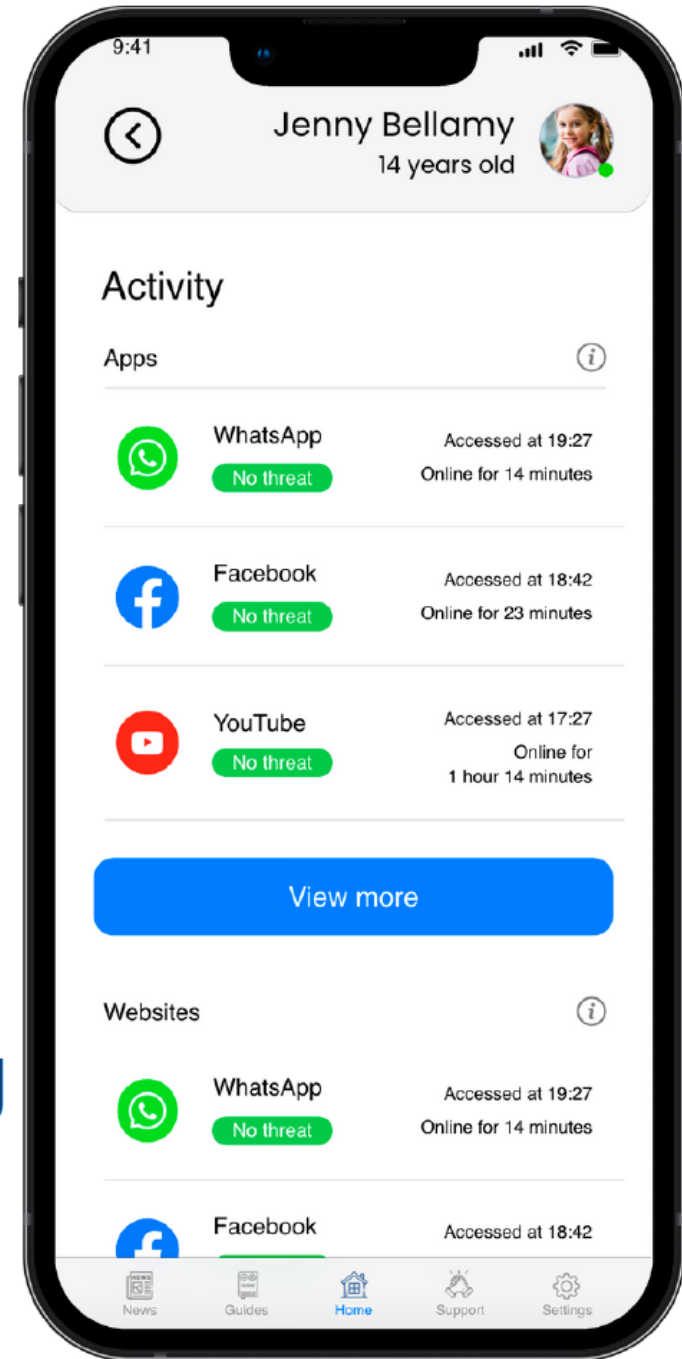 9:41
Jenny Bellamy
14 years old
Activity
Apps
WhatsApp
Accessed at 19:27
No threat
Online for 14 minutes
Facebook
Accessed at 18:42
No threat
Online for 23 minutes
YouTube
Accessed at 17:27
No threat
Online for
1 hour 14 minutes
View more
Websites
WhatsApp
Accessed at 19:27
No threat
Online for 14 minutes
Facebook
Accessed at 18:42
News
Guides
Home
Support
Settings